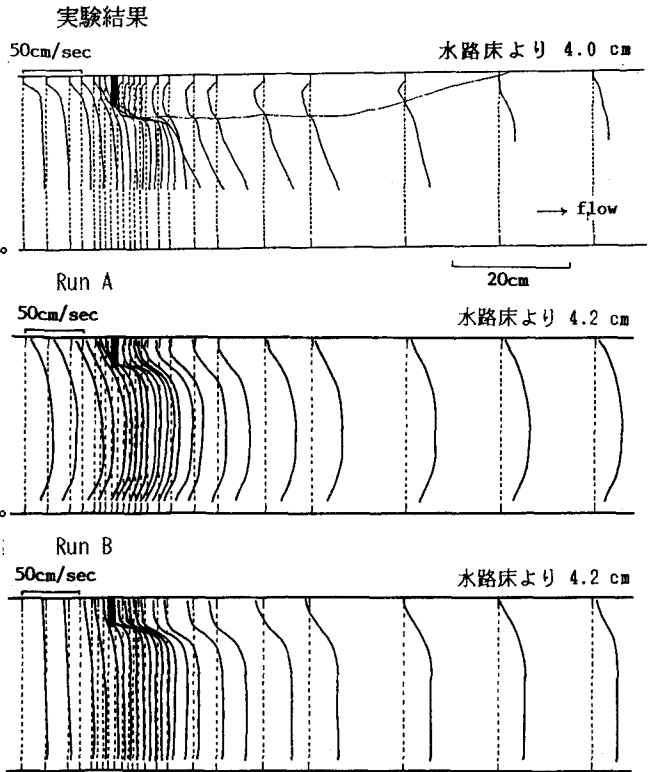 実験結果
50cm/sec
水路床より 4.0 cm
→ flow
20cm
Run A
50cm/sec
水路床より 4.2 cm
Run B
50cm/sec
水路床より 4.2 cm